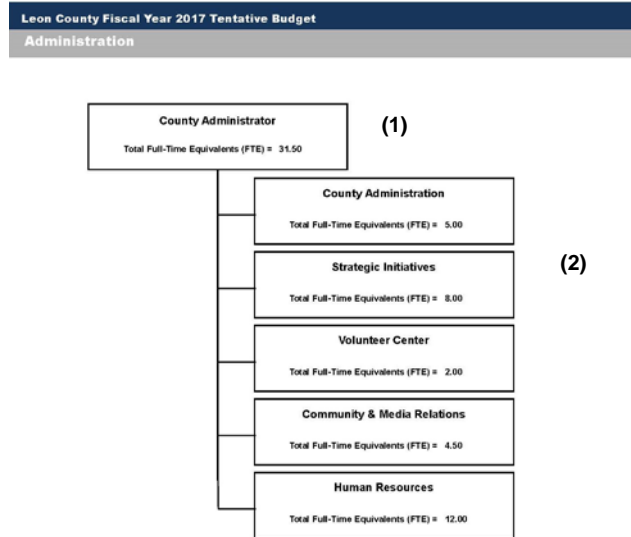 Leon County Fiscal Year 2017 Tentative Budget
Administration
County Administrator
(1)
Total Full-Time Equivalents (FTE) = 31.50
County Administration
Total Full-Time Equivalents (FTE) = 5.00
(2)
Strategic Initiatives
Total Full-Time Equivalents (FTE) = 8.00
Volunteer Center
Total Full-Time Equivalents (FTE) = 2.00
Community & Media Relations
Total Full-Time Equivalents (FTE) = 4.50
Human Resources
Total Full-Time Equivalents (FTE) = 12.00